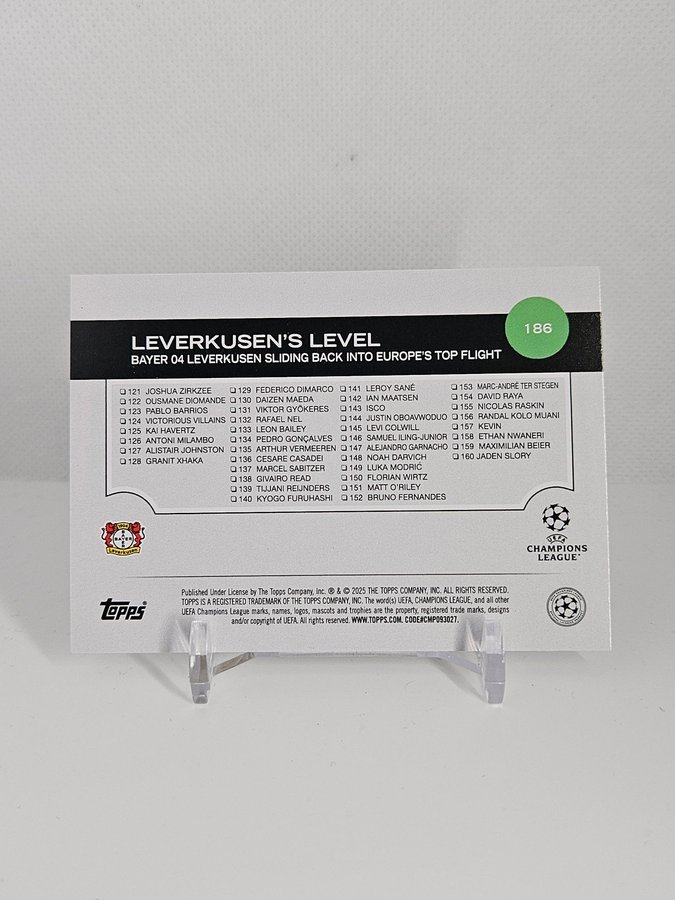 186
LEVERKUSEN'S LEVEL
BAYER 04 LEVERKUSEN SLIDING BACK INTO EUROPE'S TOP FLIGHT
❏ 121 JOSHUA ZIRKZEE
❏ 122 OUSMANE DIOMANDE
❏ 123 PABLO BARRIOS
❏ 124 VICTORIOUS VILLAINS
❏ 125 KAI HAVERTZ
❏ 126 ANTONI MILAMBO
❏ 127 ALISTAIR JOHNSTON
❏ 128 GRANIT XHAKA
❏ 129 FEDERICO DIMARCO
❏ 130 DAIZEN MAEDA
❏ 131 VIKTOR GYÖKERES
❏ 132 RAFAEL NEL
❏ 133 LEON BAILEY
❏ 134 PEDRO GONÇALVES
❏ 135 ARTHUR VERMEEREN
❏ 136 CESARE CASADEI
❏ 137 MARCEL SABITZER
❏ 138 GIVAIRO READ
❏ 139 TIJJANI REIJNDERS
❏ 140 KYOGO FURUHASHI
❏ 141 LEROY SANÉ
❏ 142 IAN MAATSEN
❏ 143 ISCO
❏ 144 JUSTIN OBOAVWODUO
❏ 145 LEVI COLWILL
❏ 146 SAMUEL ILING-JUNIOR
❏ 147 ALEJANDRO GARNACHO
❏ 148 NOAH DARVICH
❏ 149 LUKA MODRIĆ
❏ 150 FLORIAN WIRTZ
❏ 151 MATT O'RILEY
❏ 152 BRUNO FERNANDES
❏ 153 MARC-ANDRÉ TER STEGEN
❏ 154 DAVID RAYA
❏ 155 NICOLAS RASKIN
❏ 156 RANDAL KOLO MUANI
❏ 157 KEVIN
❏ 158 ETHAN NWANERI
❏ 159 MAXIMILIAN BEIER
❏ 160 JADEN SLORY
1904
BAYER
Leverkusen
UEFA
CHAMPIONS
LEAGUE
TOPPS
Published Under License by The Topps Company, Inc. ® & © 2025 THE TOPPS COMPANY, INC. ALL RIGHTS RESERVED.
TOPPS IS A REGISTERED TRADEMARK OF THE TOPPS COMPANY, INC. The word(s) UEFA, CHAMPIONS LEAGUE, and all other
UEFA Champions League marks, names, logos, mascots and trophies are the property, registered trade marks, designs
and/or copyright of UEFA. All rights reserved. WWW.TOPPS.COM. CODE#CMP093027.